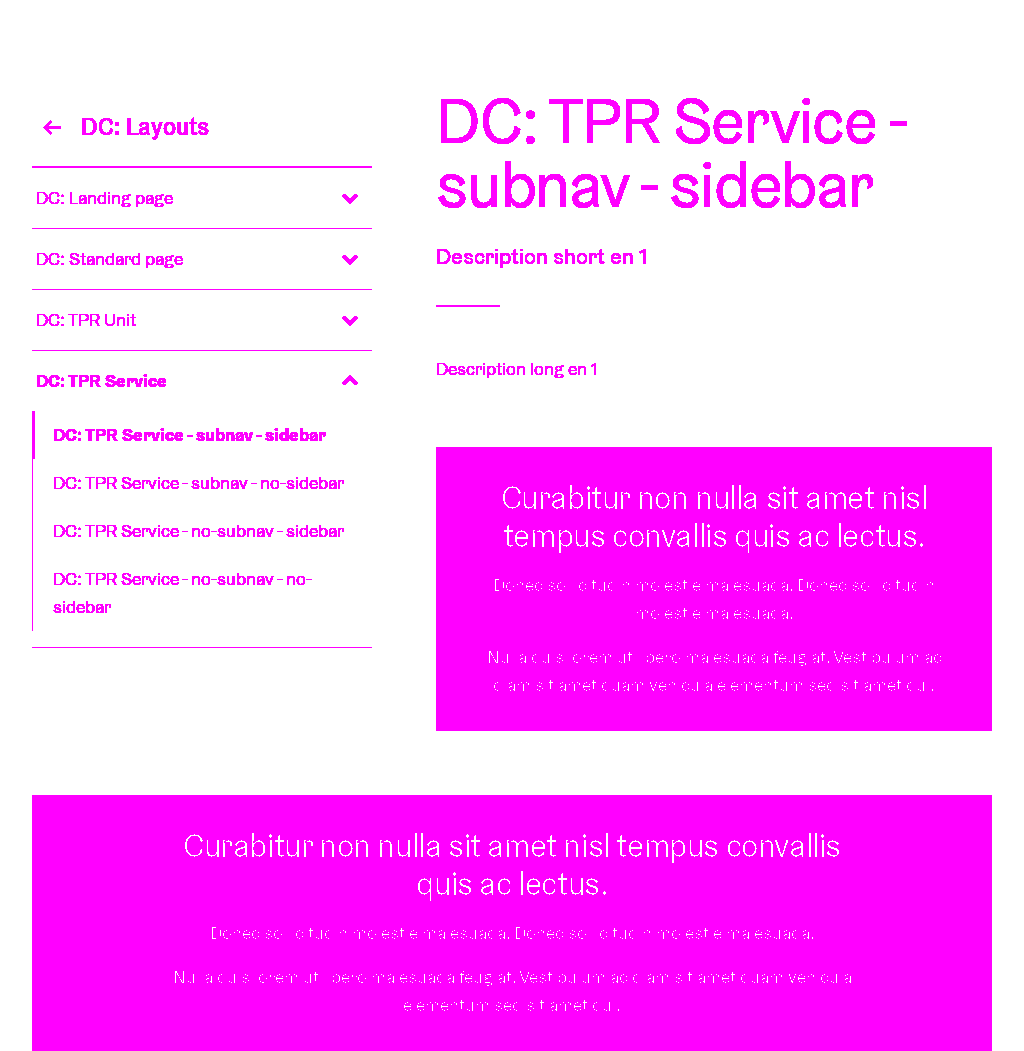 DC: Layouts
DC: Landing page
DC: Standard page
DC: TPR Unit
DC: TPR Service
DC: TPR Service - subnav - sidebar
DC: TPR Service - subnav - no-sidebar
DC: TPR Service - no-subnav - sidebar
DC: TPR Service - no-subnav - no-
sidebar
DC: TPR Service -
subnav - sidebar
Description short en 1
Description long en 1
Curabitur non nulla sit amet nisl
tempus convallis quis ac lectus.
Donec sollicitudin molestie malesuada. Donec sollicitudin
molestie malesuada.
Nulla quis lorem ut libero malesuada feugiat. Vestibulum ac
diam sit amet quam vehicula elementum sed sit amet dui.
Curabitur non nulla sit amet nisl tempus convallis
quis ac lectus.
Donec sollicitudin molestie malesuada. Donec sollicitudin molestie malesuada.
Nulla quis lorem ut libero malesuada feugiat. Vestibulum ac diam sit amet quam vehicula
elementum sed sit amet dui.